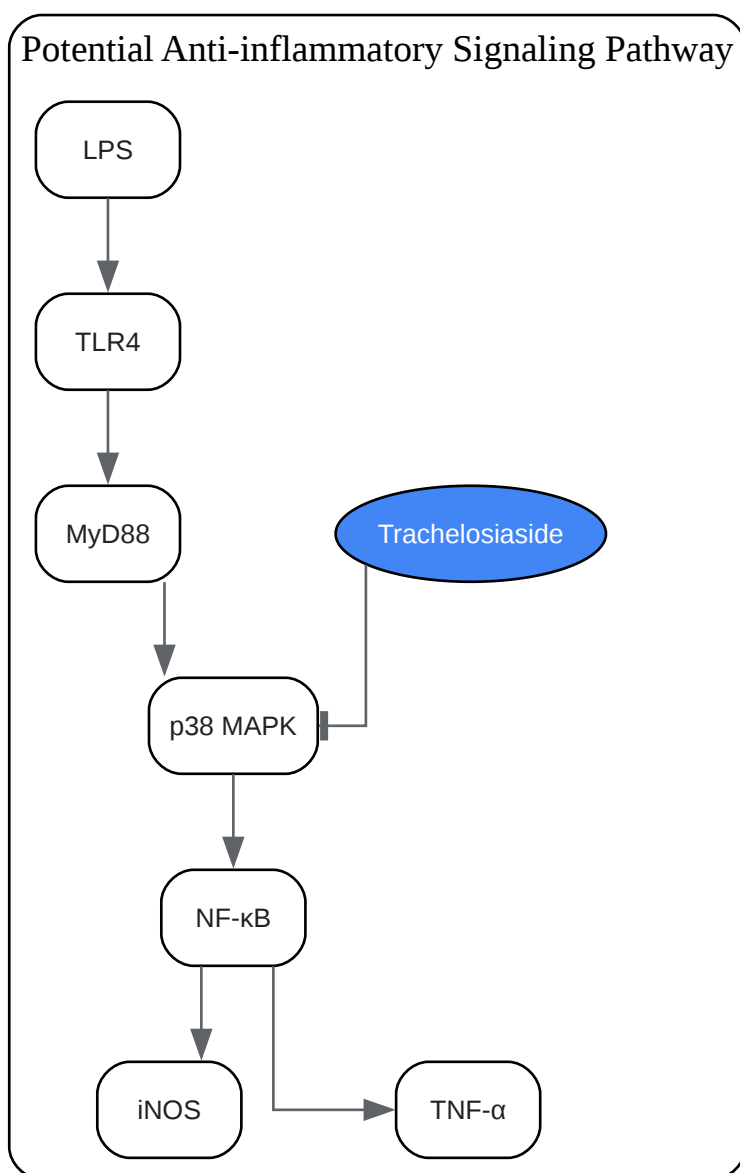 Potential Anti-inflammatory Signaling Pathway
LPS
TLR4
MyD88
Trachelosiaside
p38 MAPK
NF-κB
iNOS
TNF-α